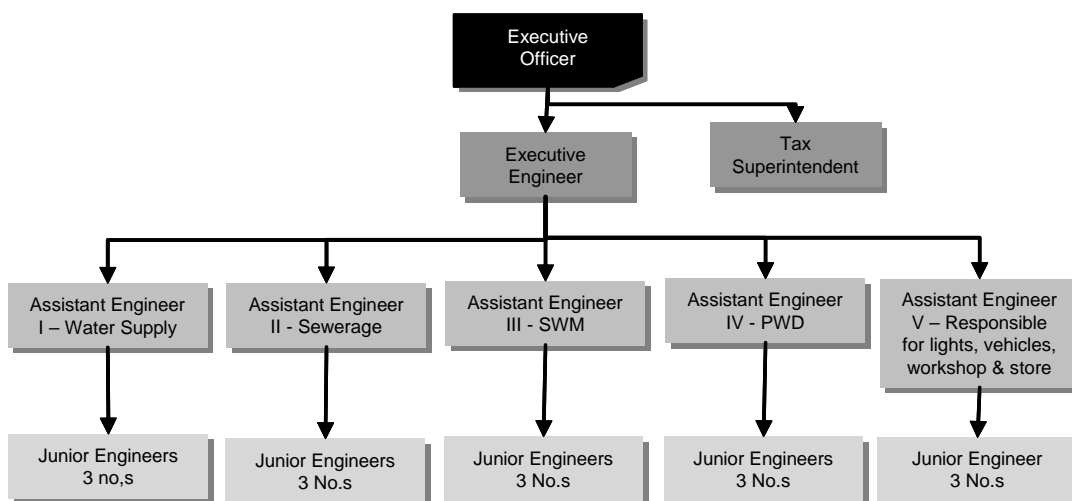 Executive
Officer
Executive
Engineer
Tax
Superintendent
Assistant Engineer
I – Water Supply
Assistant Engineer
II - Sewerage
Assistant Engineer
III - SWM
Assistant Engineer
IV - PWD
Assistant Engineer
V – Responsible
for lights, vehicles,
workshop & store
Junior Engineers
3 no,s
Junior Engineers
3 No.s
Junior Engineers
3 No.s
Junior Engineers
3 No.s
Junior Engineer
3 No.s